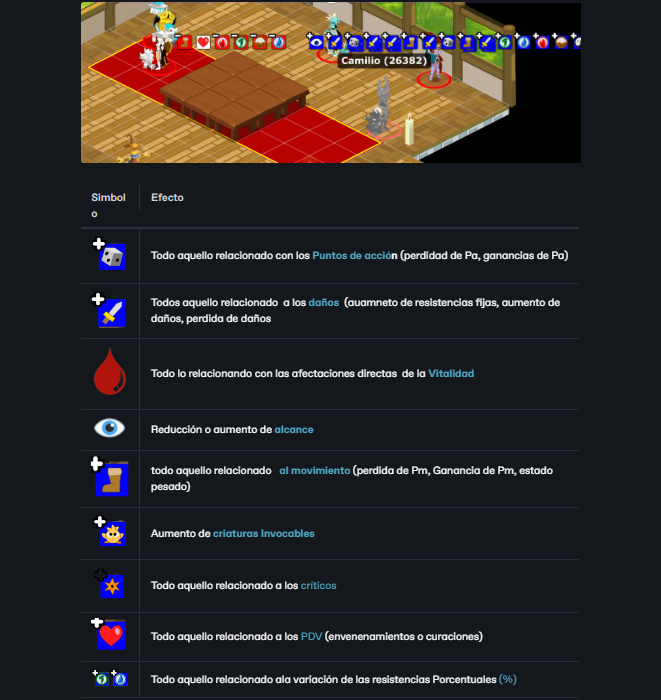 Camilio (26382)
Simbol
o
Efecto
Todo aquello relacionado con los Puntos de acción (perdidad de Pa, ganancias de Pa)
Todos aquello relacionado a los daños (auamneto de resistencias fijas, aumento de
daños, perdida de daños
Todo lo relacionando con las afectaciones directas de la Vitalidad
Reducción o aumento de alcance
todo aquello relacionado al movimiento (perdida de Pm, Ganancia de Pm, estado
pesado)
Aumento de criaturas Invocables
Todo aquello relacionado a los críticos
Todo aquello relacionado a los PDV (envenenamientos o curaciones)
Todo aquello relacionado ala variación de las resistencias Porcentuales (%)